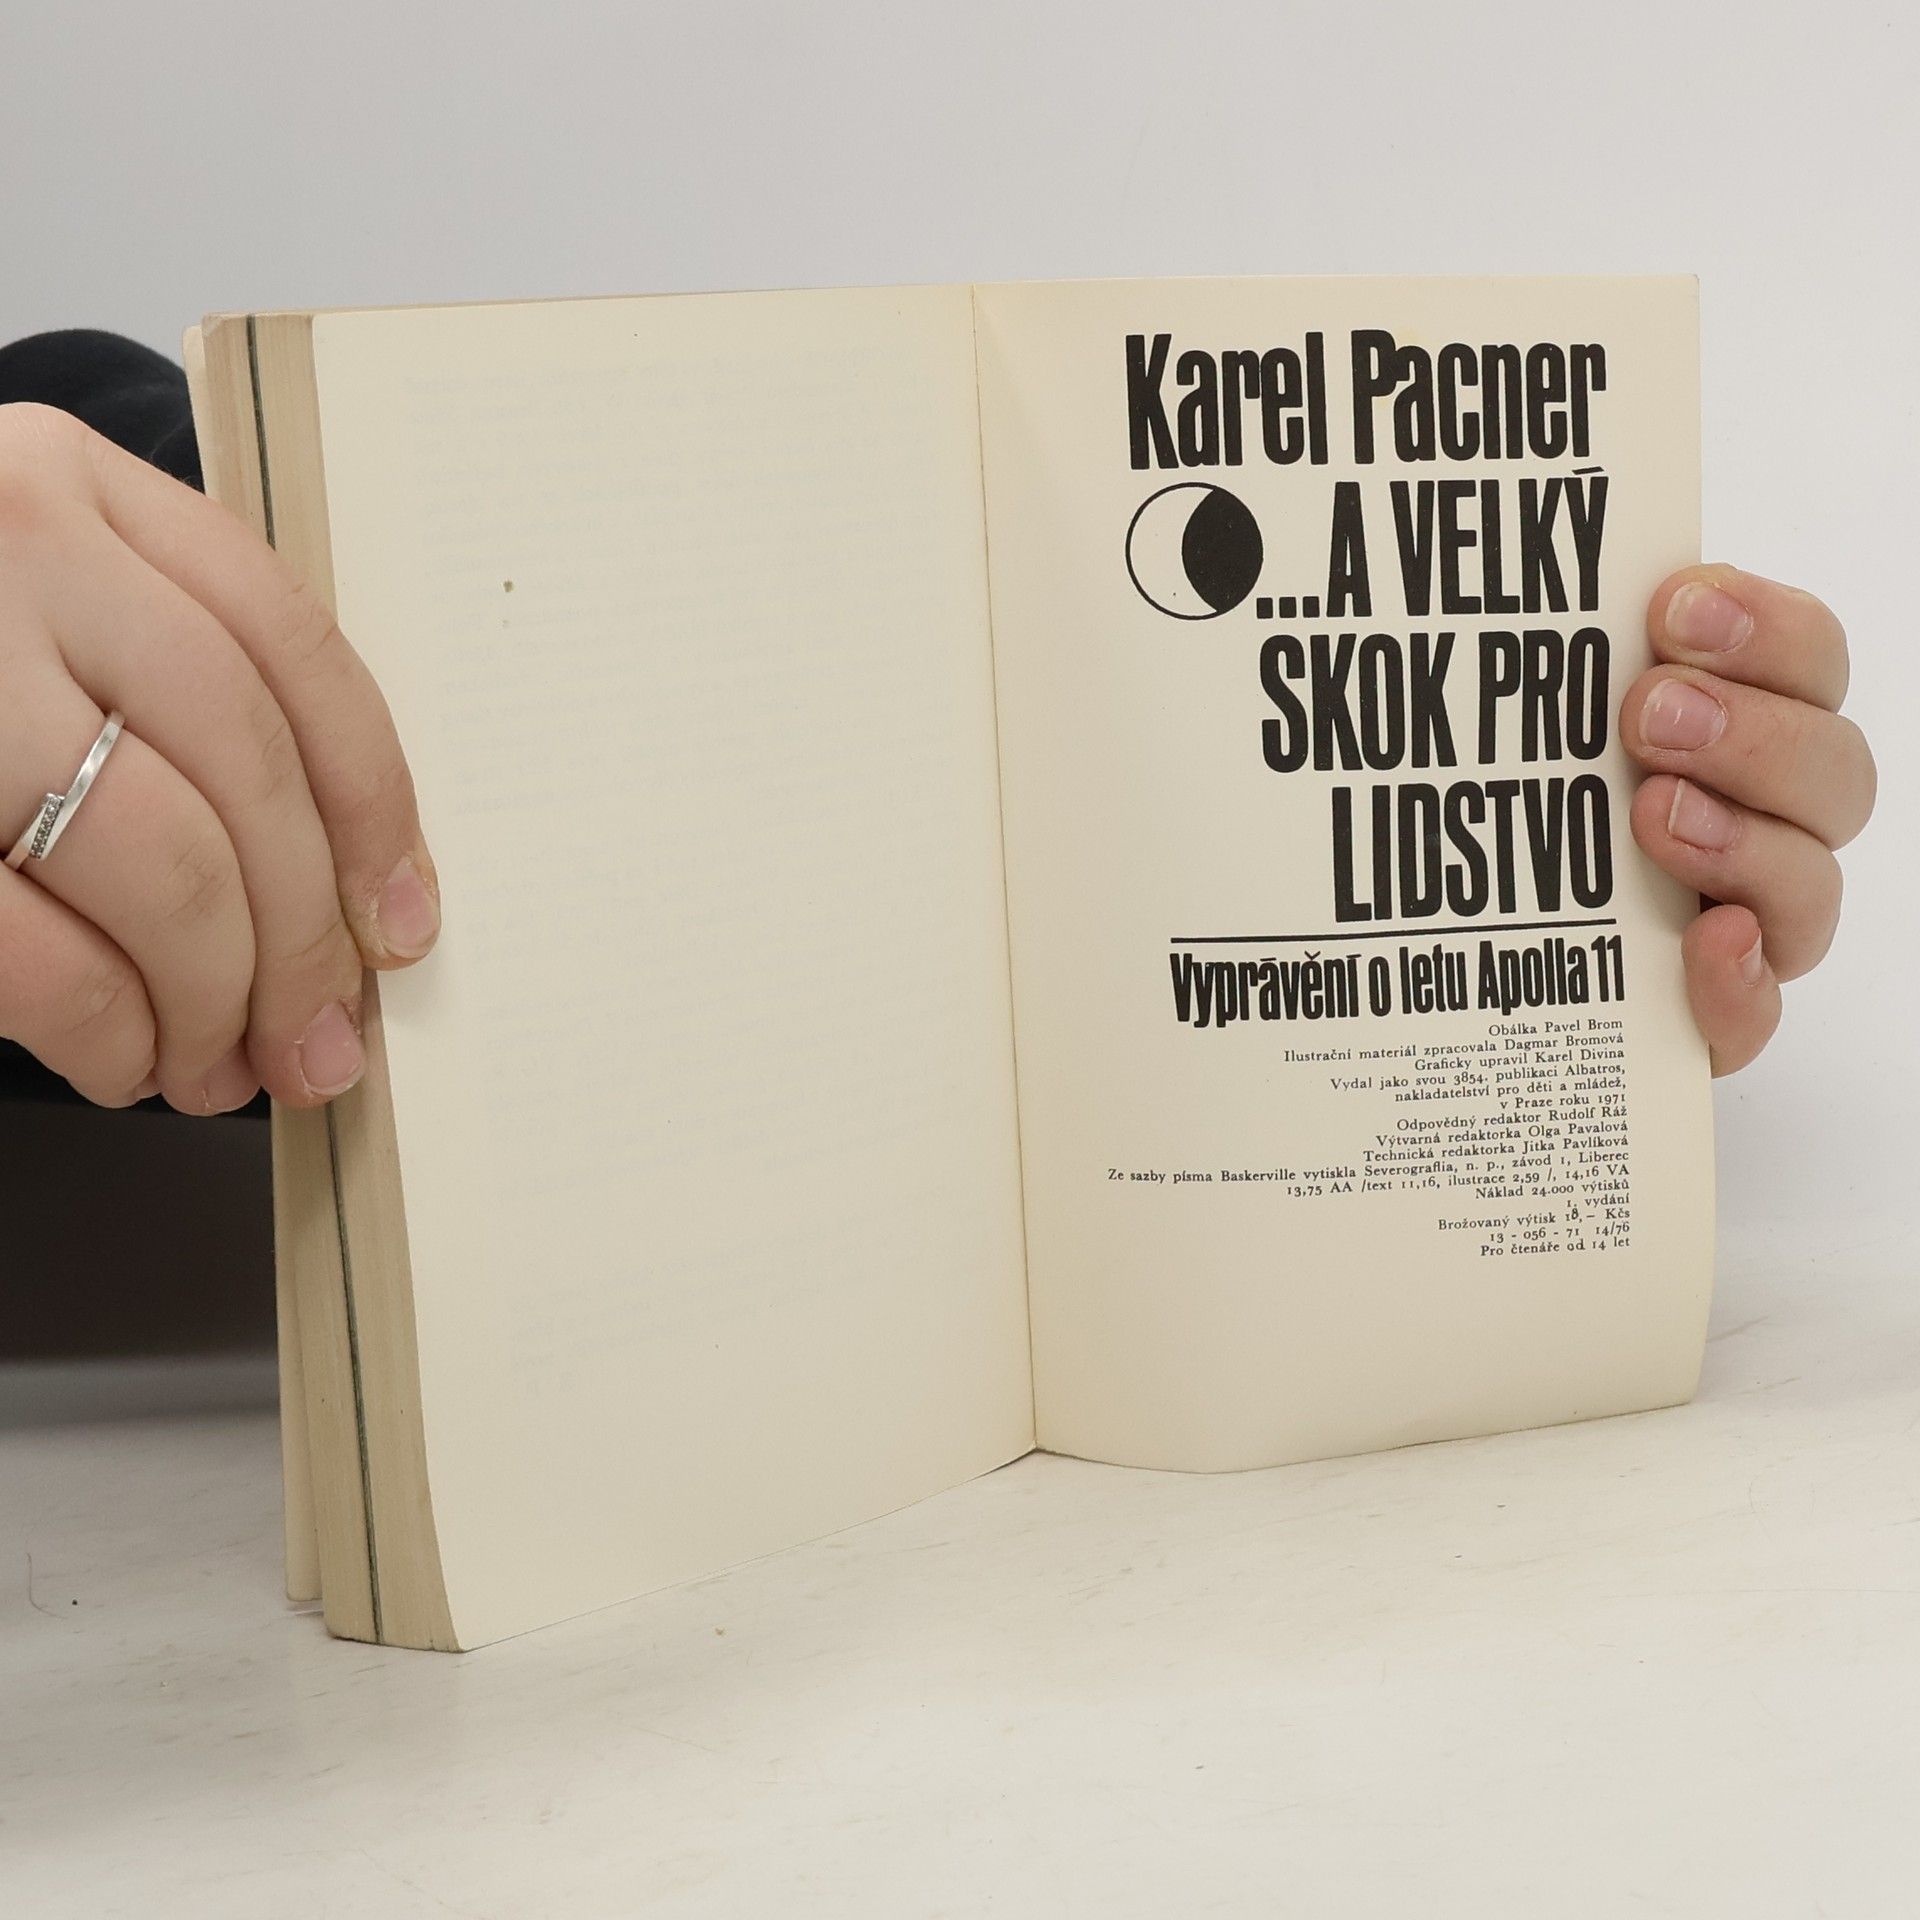 Karel Pacner
...A VELKÝ
SKOK PRO
LIDSTVO
Vyprávění o letu Apolla 11
Obálka Pavel Brom
Ilustrační materiál zpracovala Dagmar Bromová
Graficky upravil Karel Divina
Vydal jako svou 3854. publikaci Albatros,
nakladatelství pro děti a mládež,
v Praze roku 1971
Odpovědný redaktor Rudolf Ráž
Výtvarná redaktorka Olga Pavalová
Technická redaktorka Jitka Pavlíková
Ze sazby písma Baskerville vytiskla Severografia, n. p., závod 1, Liberec
13,75 AA /text 11,16, ilustrace 2,59 /, 14,16 VA
Náklad 24.000 výtisků
1. vydání
Brožovaný výtisk 18,– Kčs
13 - 056 - 71 14/76
Pro čtenáře od 14 let